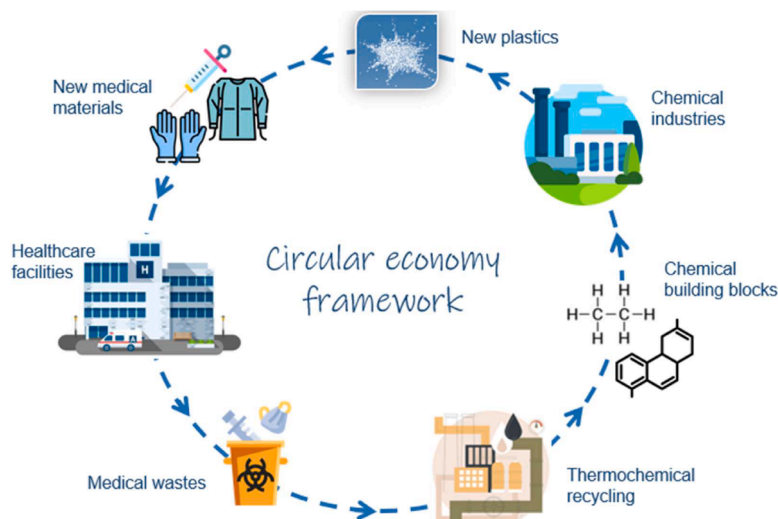 New plastics
New medical
materials
Chemical
industries
Healthcare
facilities
H
Circular economy
framework
Chemical
building blocks
H H
H–C–C–H
H H
Medical wastes
Thermochemical
recycling